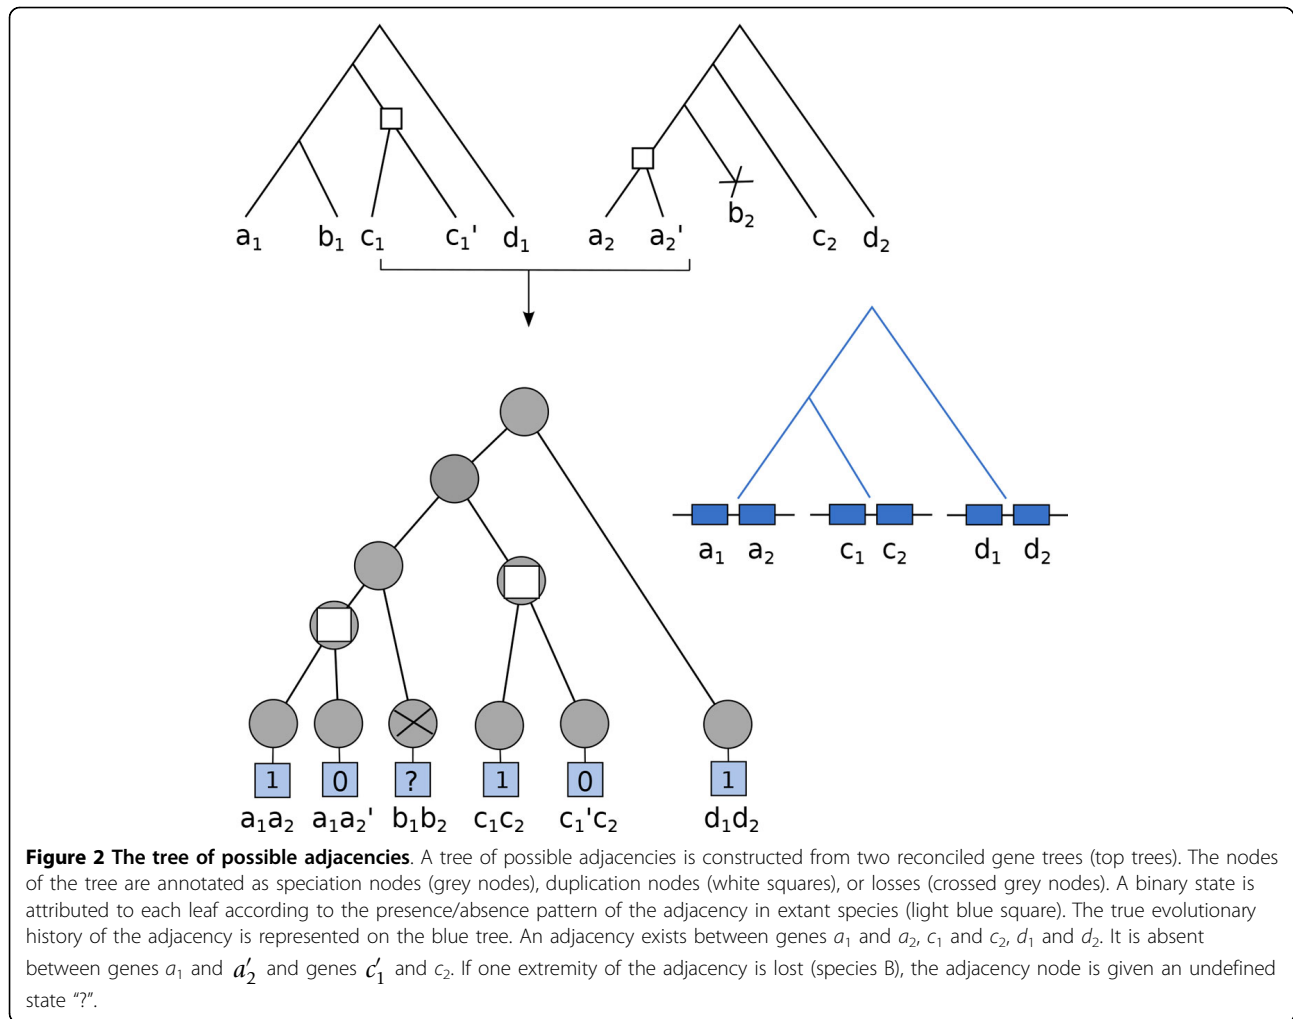 a1 b1 c1 c1' d1 a2 a2' b2 c2 d2
a1 a2 c1 c2 d1 d2
1 0 ? 1 0 1
a1a2 a1a2' b1b2 c1c2 c1'c2 d1d2
Figure 2 The tree of possible adjacencies. A tree of possible adjacencies is constructed from two reconciled gene trees (top trees). The nodes
of the tree are annotated as speciation nodes (grey nodes), duplication nodes (white squares), or losses (crossed grey nodes). A binary state is
attributed to each leaf according to the presence/absence pattern of the adjacency in extant species (light blue square). The true evolutionary
history of the adjacency is represented on the blue tree. An adjacency exists between genes a1 and a2, c1 and c2, d1 and d2. It is absent
between genes a1 and a2′ and genes c1′ and c2. If one extremity of the adjacency is lost (species B), the adjacency node is given an undefined
state “?”.